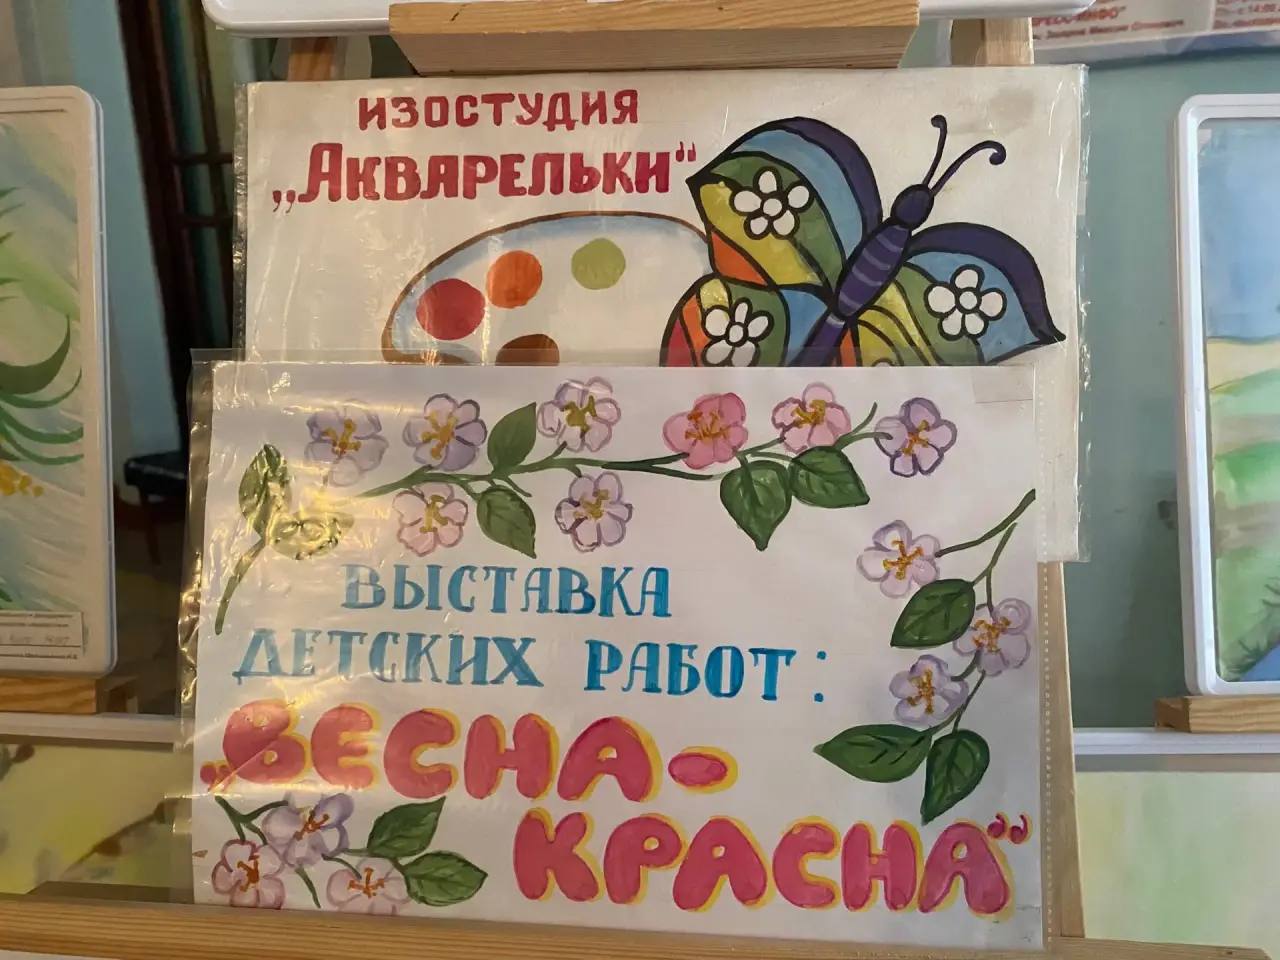 ИЗОСТУДИЯ
„АКВАРЕЛЬКИ“
ВЫСТАВКА
ДЕТСКИХ РАБОТ:
„ВЕСНА-
КРАСНА“